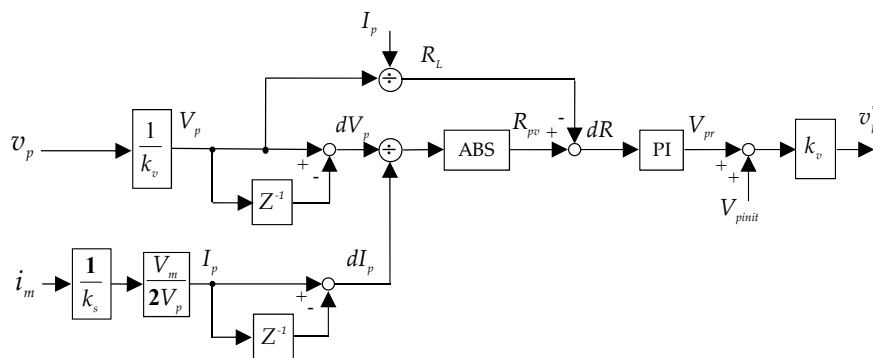 I_p
÷
R_L
v_p
1
k_v
V_p
dV_p
+
-
Z^-1
÷
ABS
R_pv
-
+
dR
PI
V_pr
+
+
V_pinit
k_v
i_m
1
k_s
V_m
2V_p
I_p
+
-
Z^-1
dI_p